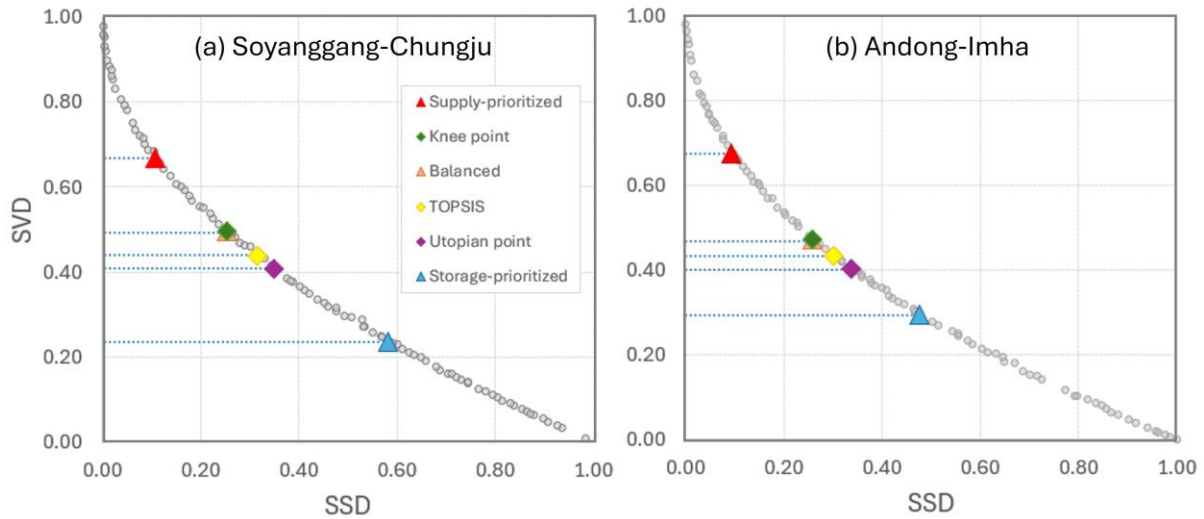 (a) Soyanggang-Chungju
SVD
1.00
0.80
0.60
0.40
0.20
0.00
Supply-prioritized
Knee point
Balanced
TOPSIS
Utopian point
Storage-prioritized
0.00 0.20 0.40 0.60 0.80 1.00
SSD
(b) Andong-Imha
1.00
0.80
0.60
0.40
0.20
0.00
0.00 0.20 0.40 0.60 0.80 1.00
SSD